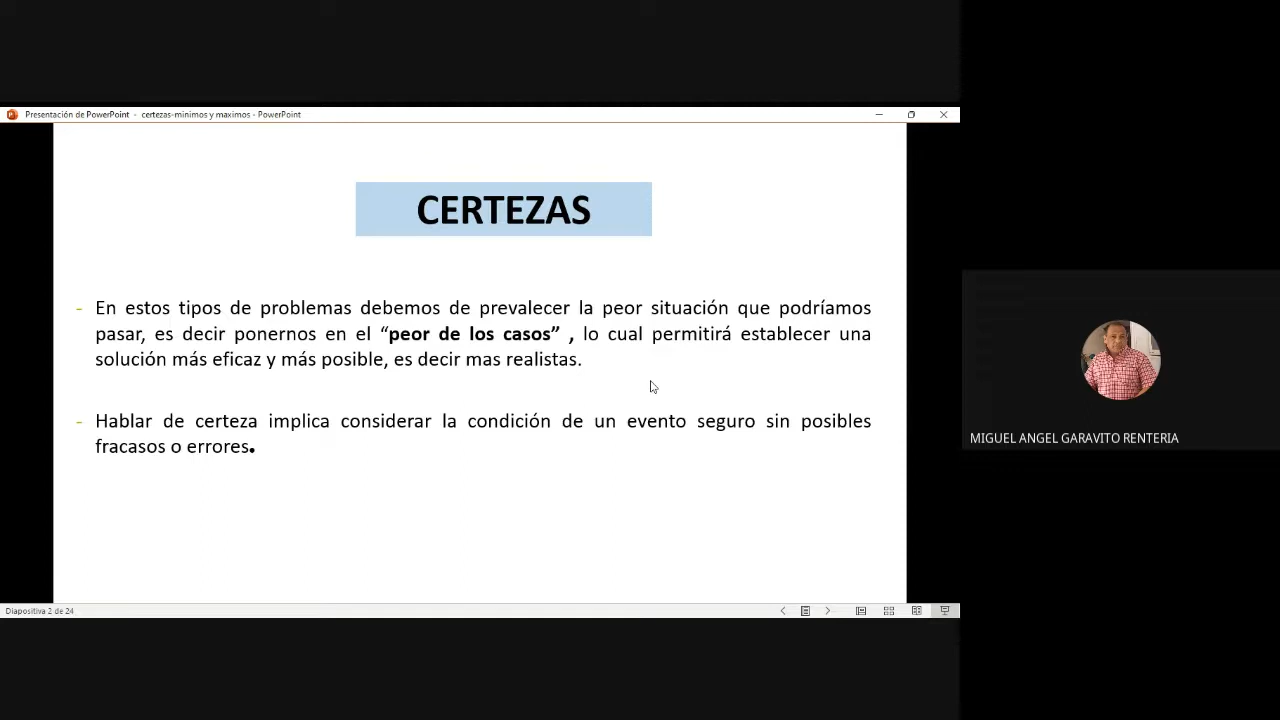 Presentación de PowerPoint - certezas-minimos y maximos - PowerPoint
CERTEZAS
- En estos tipos de problemas debemos de prevalecer la peor situación que podríamos
pasar, es decir ponernos en el “peor de los casos” , lo cual permitirá establecer una
solución más eficaz y más posible, es decir mas realistas.
- Hablar de certeza implica considerar la condición de un evento seguro sin posibles
fracasos o errores.
MIGUEL ANGEL GARAVITO RENTERIA
Diapositiva 2 de 24